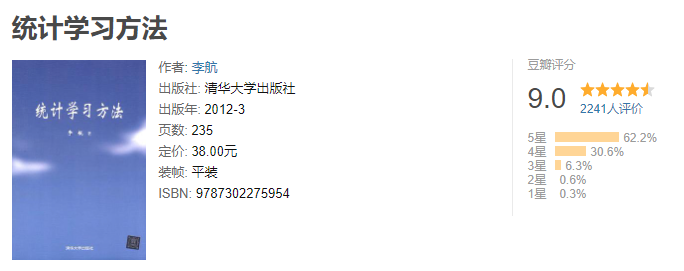 统计学习方法
统计学习方法
李航 著
清华大学出版社
作者: 李航
出版社: 清华大学出版社
出版年: 2012-3
页数: 235
定价: 38.00元
装帧: 平装
ISBN: 9787302275954
豆瓣评分
9.0
2241人评价
5星 62.2%
4星 30.6%
3星 6.3%
2星 0.6%
1星 0.3%